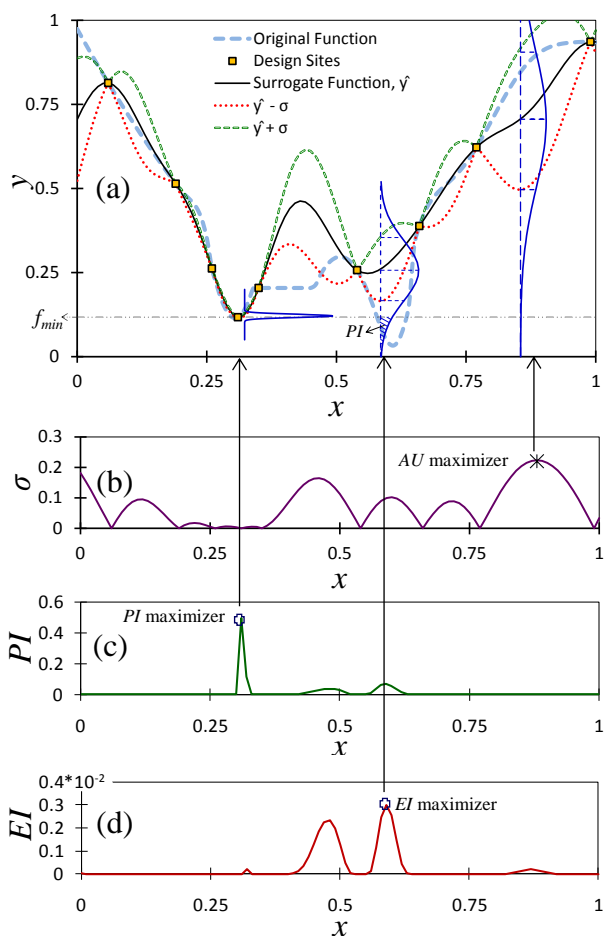 1
0.75
0.5
0.25
0
y
(a)
f_min
Original Function
Design Sites
Surrogate Function, ŷ
ŷ - σ
ŷ + σ
PI
0 0.25 0.5 0.75 1
x
0.3
0.2
0.1
0
σ
(b)
AU maximizer
0 0.25 0.5 0.75 1
x
0.6
0.4
0.2
0
PI
(c)
PI maximizer
0 0.25 0.5 0.75 1
x
0.4*10⁻²
0.3
0.2
0.1
0
EI
(d)
EI maximizer
0 0.25 0.5 0.75 1
x